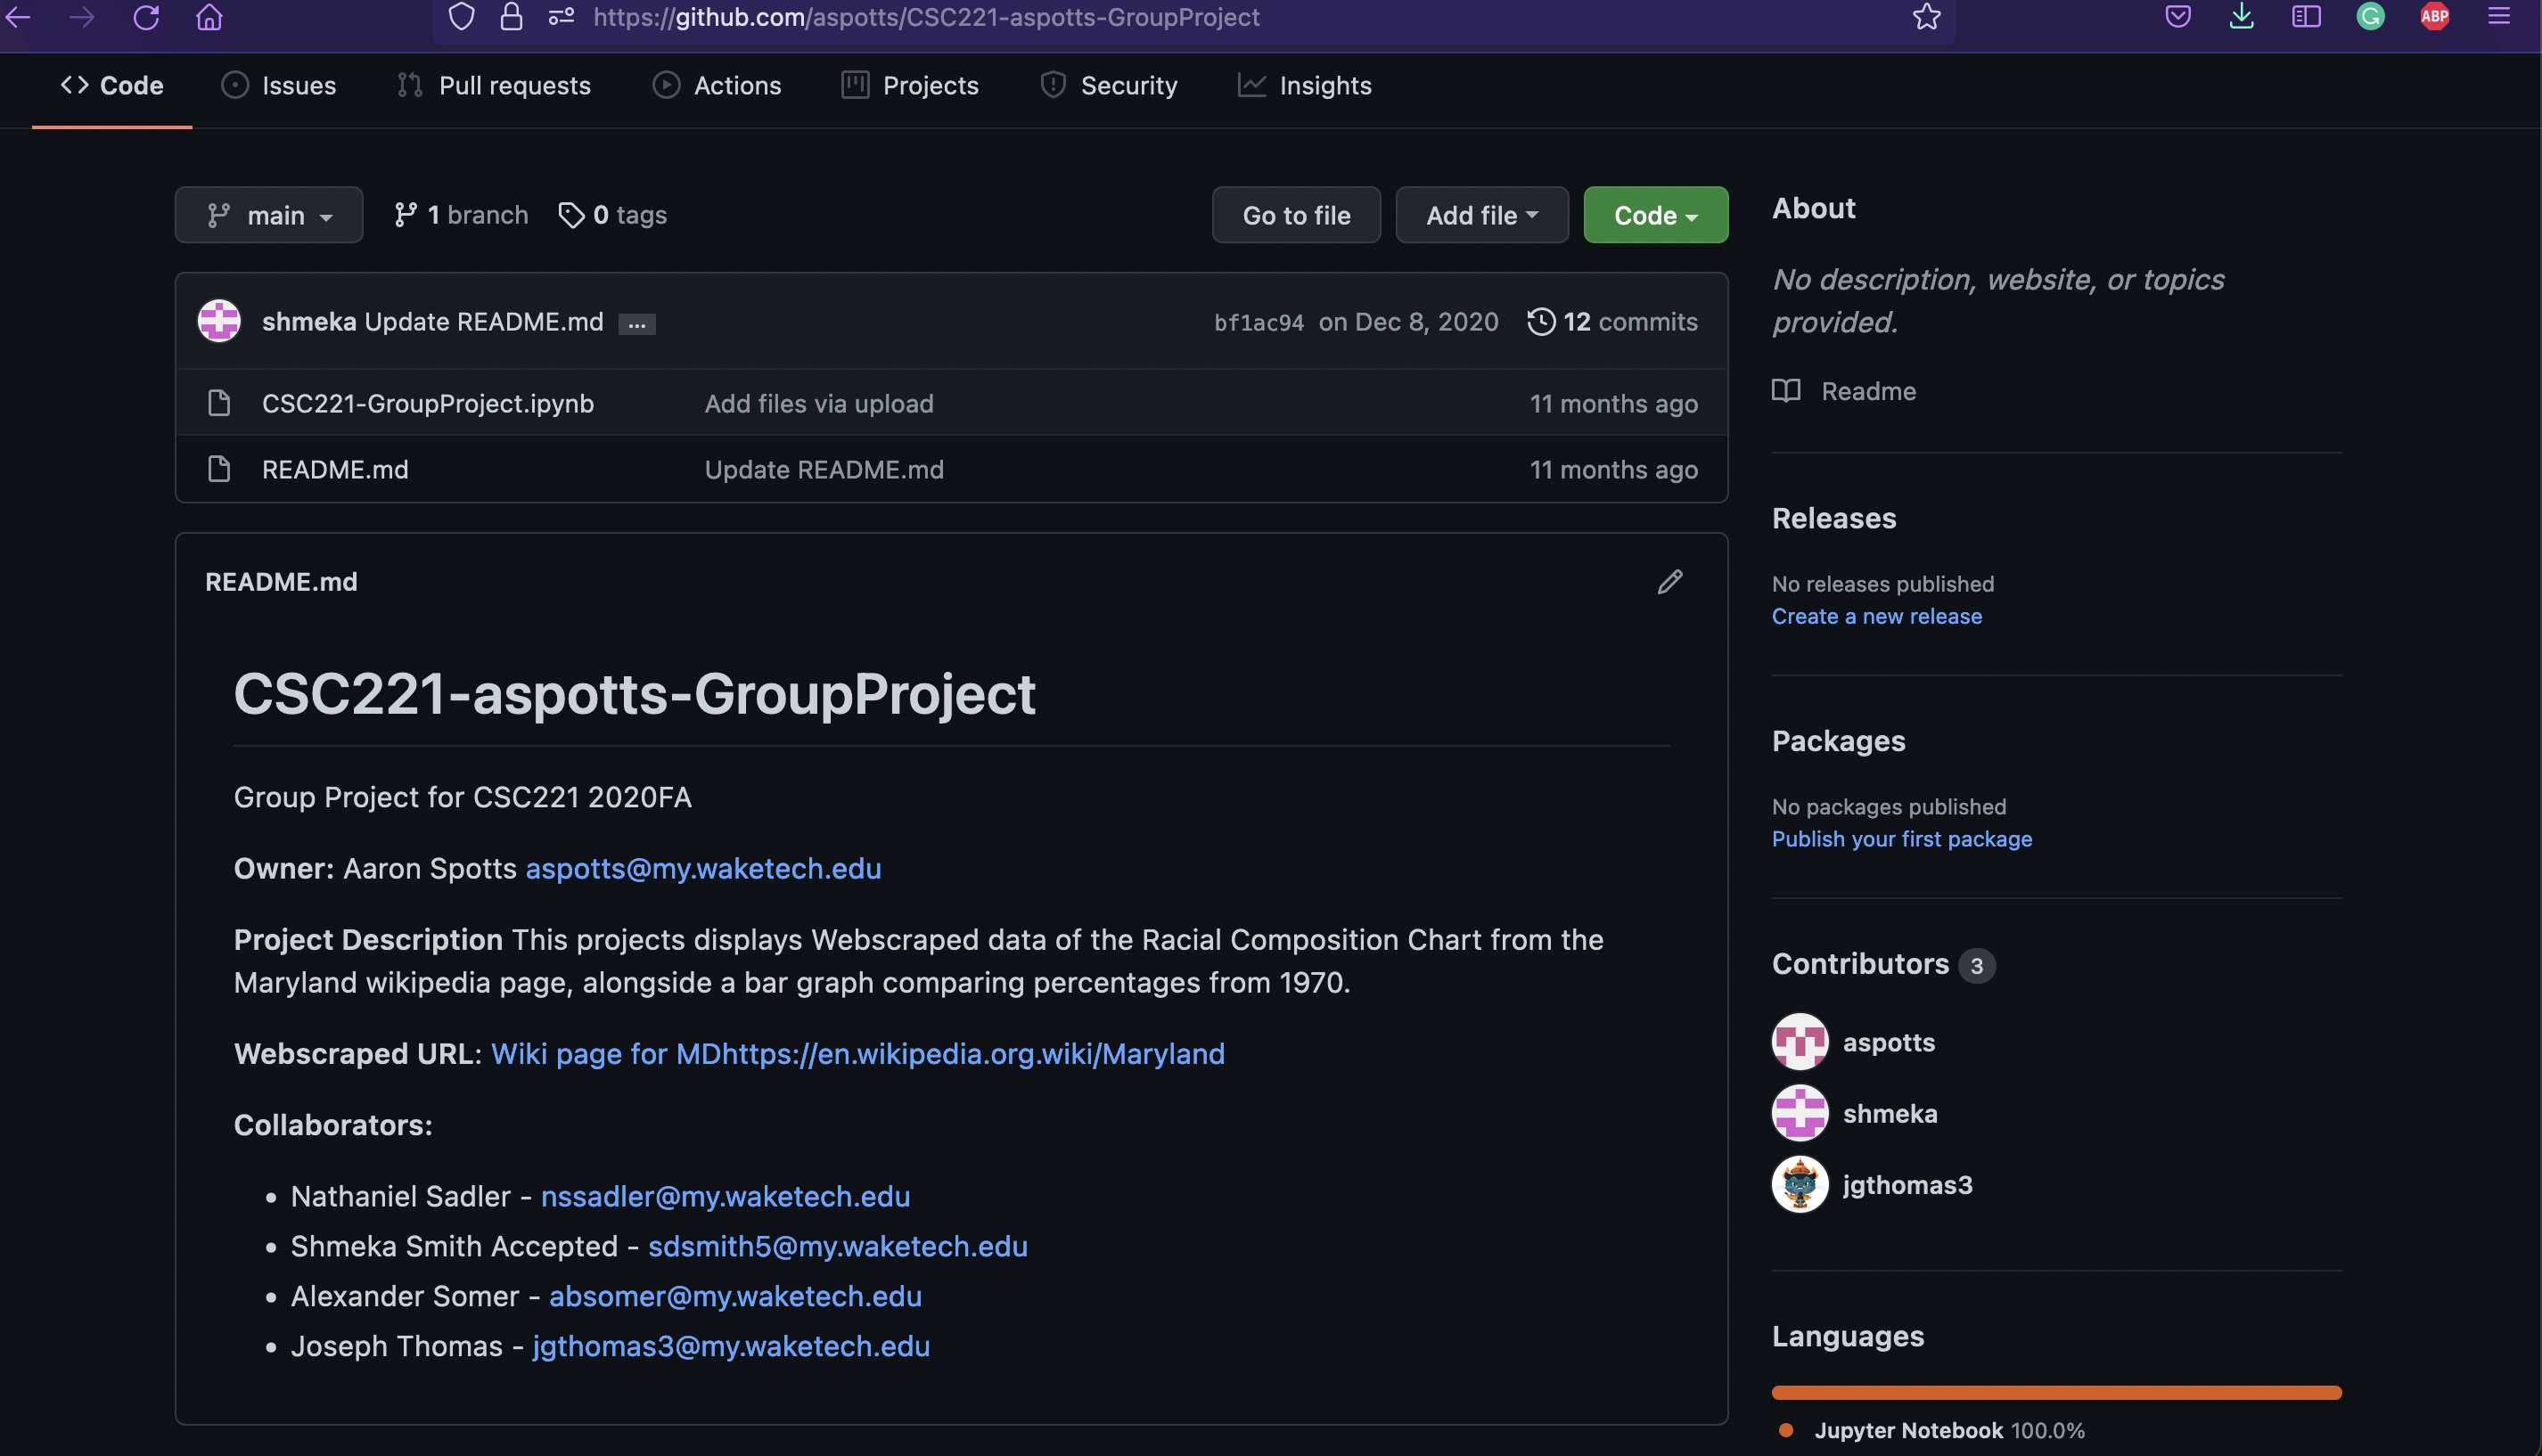 https://github.com/aspotts/CSC221-aspotts-GroupProject
ABP
Code
Issues
Pull requests
Actions
Projects
Security
Insights
main
1 branch
0 tags
Go to file
Add file
Code
shmeka Update README.md ...
bf1ac94 on Dec 8, 2020
12 commits
CSC221-GroupProject.ipynb
Add files via upload
11 months ago
README.md
Update README.md
11 months ago
README.md
CSC221-aspotts-GroupProject
Group Project for CSC221 2020FA
Owner: Aaron Spotts aspotts@my.waketech.edu
Project Description This projects displays Webscraped data of the Racial Composition Chart from the
Maryland wikipedia page, alongside a bar graph comparing percentages from 1970.
Webscraped URL: Wiki page for MDhttps://en.wikipedia.org.wiki/Maryland
Collaborators:
• Nathaniel Sadler - nssadler@my.waketech.edu
• Shmeka Smith Accepted - sdsmith5@my.waketech.edu
• Alexander Somer - absomer@my.waketech.edu
• Joseph Thomas - jgthomas3@my.waketech.edu
About
No description, website, or topics
provided.
Readme
Releases
No releases published
Create a new release
Packages
No packages published
Publish your first package
Contributors 3
aspotts
shmeka
jgthomas3
Languages
Jupyter Notebook 100.0%